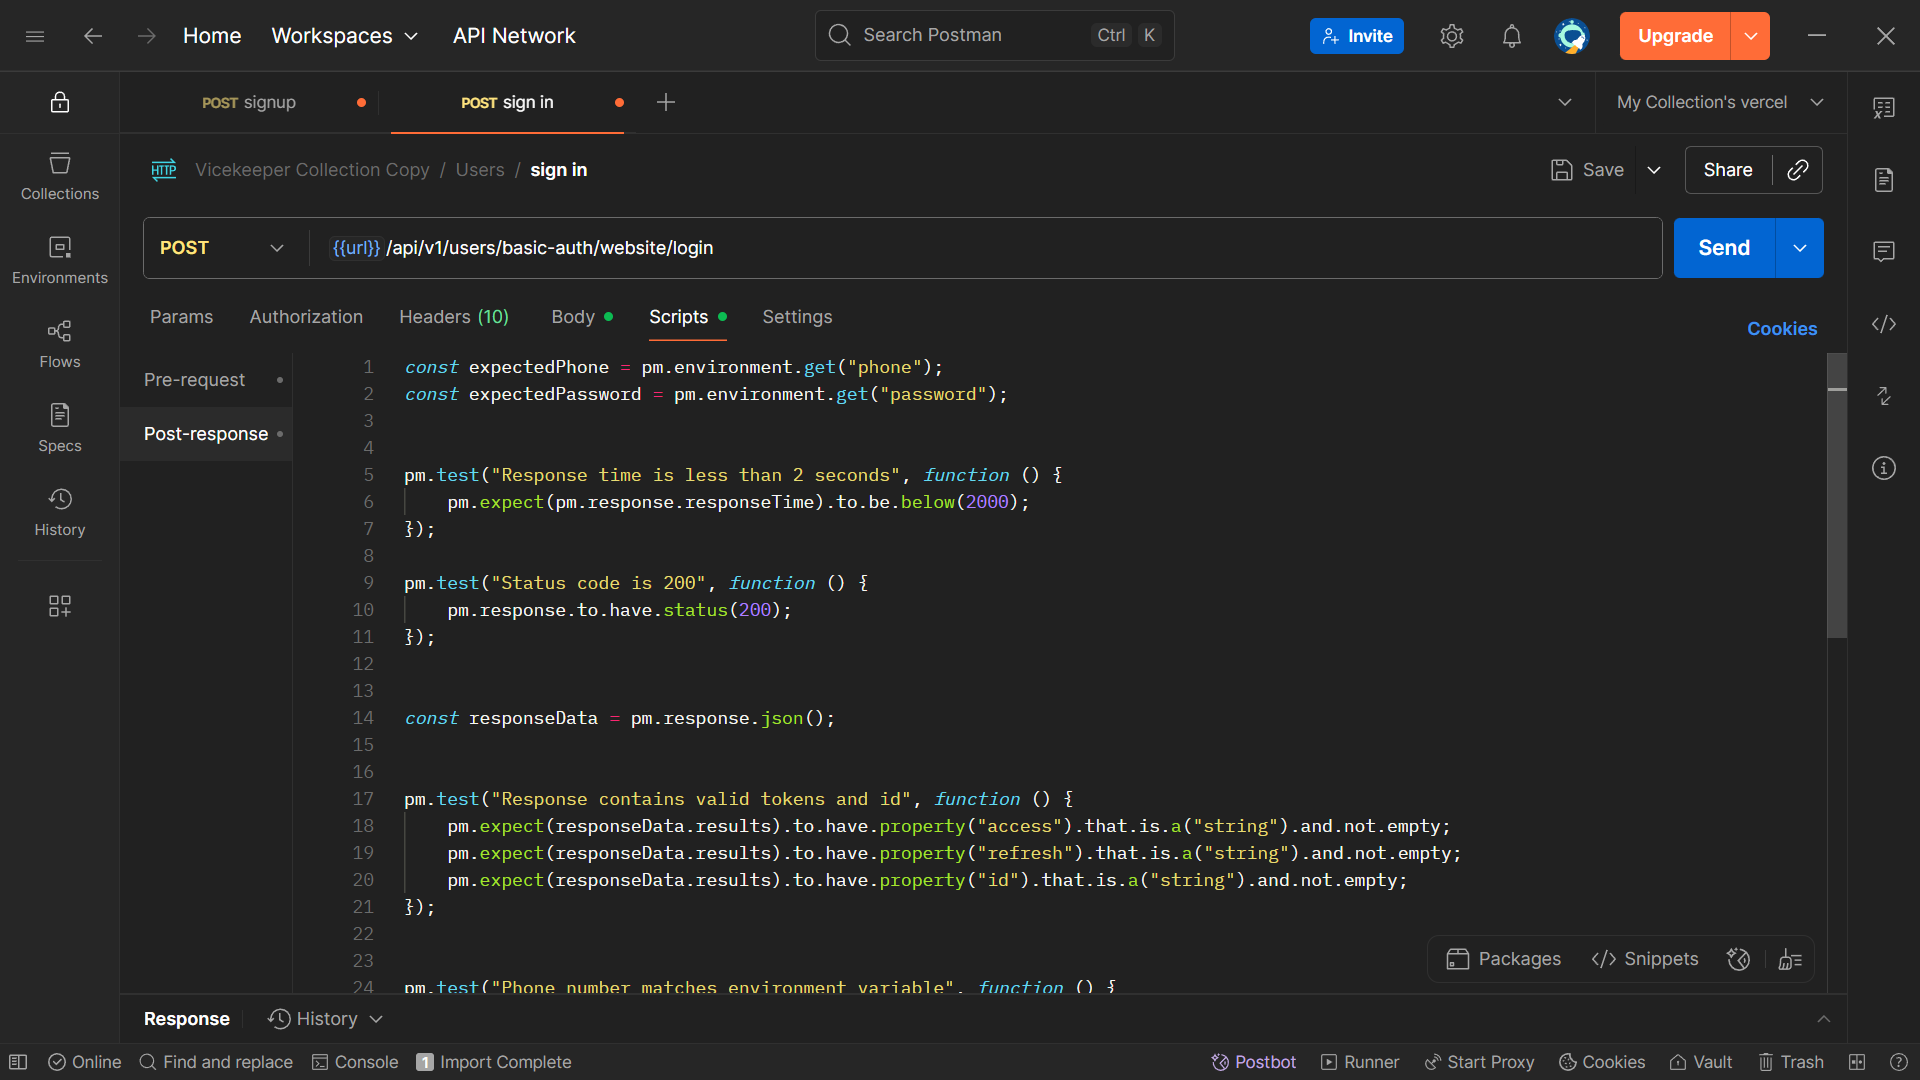 Home Workspaces API Network Search Postman Ctrl K Invite Upgrade
POST signup POST sign in My Collection's vercel
HTTP Vicekeeper Collection Copy / Users / sign in Save Share
POST {{url}} /api/v1/users/basic-auth/website/login Send
Params Authorization Headers (10) Body Scripts Settings Cookies
Collections
Environments
Flows
Specs
History
Pre-request
Post-response
1 const expectedPhone = pm.environment.get("phone");
2 const expectedPassword = pm.environment.get("password");
3
4
5 pm.test("Response time is less than 2 seconds", function () {
6 pm.expect(pm.response.responseTime).to.be.below(2000);
7 });
8
9 pm.test("Status code is 200", function () {
10 pm.response.to.have.status(200);
11 });
12
13
14 const responseData = pm.response.json();
15
16
17 pm.test("Response contains valid tokens and id", function () {
18 pm.expect(responseData.results).to.have.property("access").that.is.a("string").and.not.empty;
19 pm.expect(responseData.results).to.have.property("refresh").that.is.a("string").and.not.empty;
20 pm.expect(responseData.results).to.have.property("id").that.is.a("string").and.not.empty;
21 });
22
23
24 pm.test("Phone number matches environment variable", function () {
Packages Snippets
Response History
Online Find and replace Console 1 Import Complete Postbot Runner Start Proxy Cookies Vault Trash